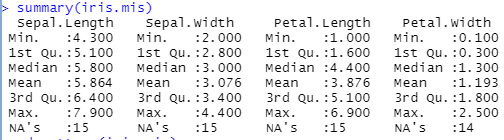 > summary(iris.mis)
  Sepal.Length    Sepal.Width     Petal.Length    Petal.Width
 Min.   :4.300   Min.   :2.000   Min.   :1.000   Min.   :0.100
 1st Qu.:5.100   1st Qu.:2.800   1st Qu.:1.600   1st Qu.:0.300
 Median :5.800   Median :3.000   Median :4.400   Median :1.300
 Mean   :5.864   Mean   :3.076   Mean   :3.876   Mean   :1.193
 3rd Qu.:6.400   3rd Qu.:3.400   3rd Qu.:5.100   3rd Qu.:1.800
 Max.   :7.900   Max.   :4.400   Max.   :6.900   Max.   :2.500
 NA's   :15      NA's   :15      NA's   :15      NA's   :14